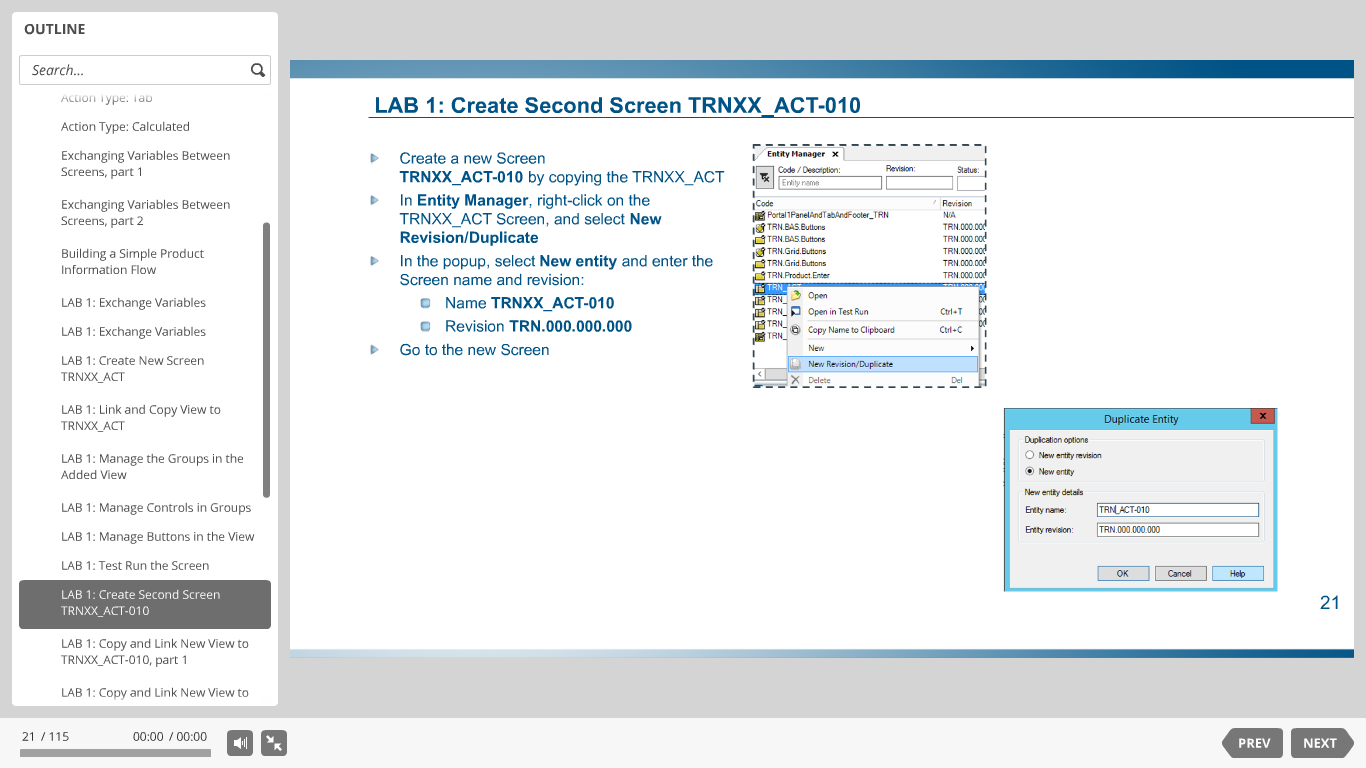 OUTLINE
Search...
Action Type: Tab
Action Type: Calculated
Exchanging Variables Between
Screens, part 1
Exchanging Variables Between
Screens, part 2
Building a Simple Product
Information Flow
LAB 1: Exchange Variables
LAB 1: Exchange Variables
LAB 1: Create New Screen
TRNXX_ACT
LAB 1: Link and Copy View to
TRNXX_ACT
LAB 1: Manage the Groups in the
Added View
LAB 1: Manage Controls in Groups
LAB 1: Manage Buttons in the View
LAB 1: Test Run the Screen
LAB 1: Create Second Screen
TRNXX_ACT-010
LAB 1: Copy and Link New View to
TRNXX_ACT-010, part 1
LAB 1: Copy and Link New View to
LAB 1: Create Second Screen TRNXX_ACT-010
Create a new Screen
TRNXX_ACT-010 by copying the TRNXX_ACT
In Entity Manager, right-click on the
TRNXX_ACT Screen, and select New
Revision/Duplicate
In the popup, select New entity and enter the
Screen name and revision:
Name TRNXX_ACT-010
Revision TRN.000.000.000
Go to the new Screen
Entity Manager x
Code / Description: Revision: Status:
Entity name
Code Revision
Portal1PanelAndTabAndFooter_TRN N/A
TRN.BAS.Buttons TRN.000.00
TRN.BAS.Buttons TRN.000.00
TRN.Grid.Buttons TRN.000.00
TRN.Grid.Buttons TRN.000.00
TRN.Product.Enter TRN.000.00
TRN_
TRN_
TRN_
TRN_
Open
Open in Test Run Ctrl+T
Copy Name to Clipboard Ctrl+C
New
New Revision/Duplicate
Delete Del
Duplicate Entity x
Duplication options
New entity revision
New entity
New entity details
Entity name: TRN_ACT-010
Entity revision: TRN.000.000.000
OK Cancel Help
21
21 / 115 00:00 / 00:00
PREV NEXT